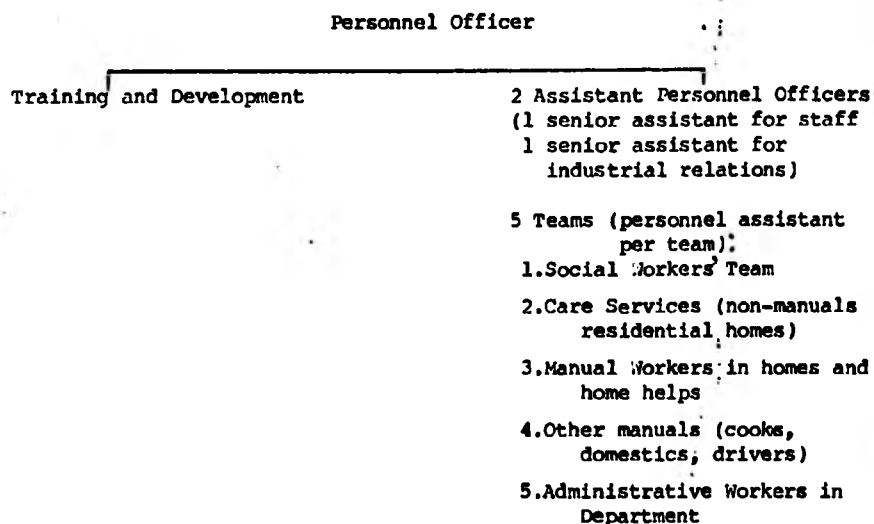 Personnel Officer
Training and Development
2 Assistant Personnel Officers
(1 senior assistant for staff
1 senior assistant for
industrial relations)
5 Teams (personnel assistant
per team):
1.Social Workers' Team
2.Care Services (non-manuals
residential homes)
3.Manual Workers in homes and
home helps
4.Other manuals (cooks,
domestics, drivers)
5.Administrative Workers in
Department